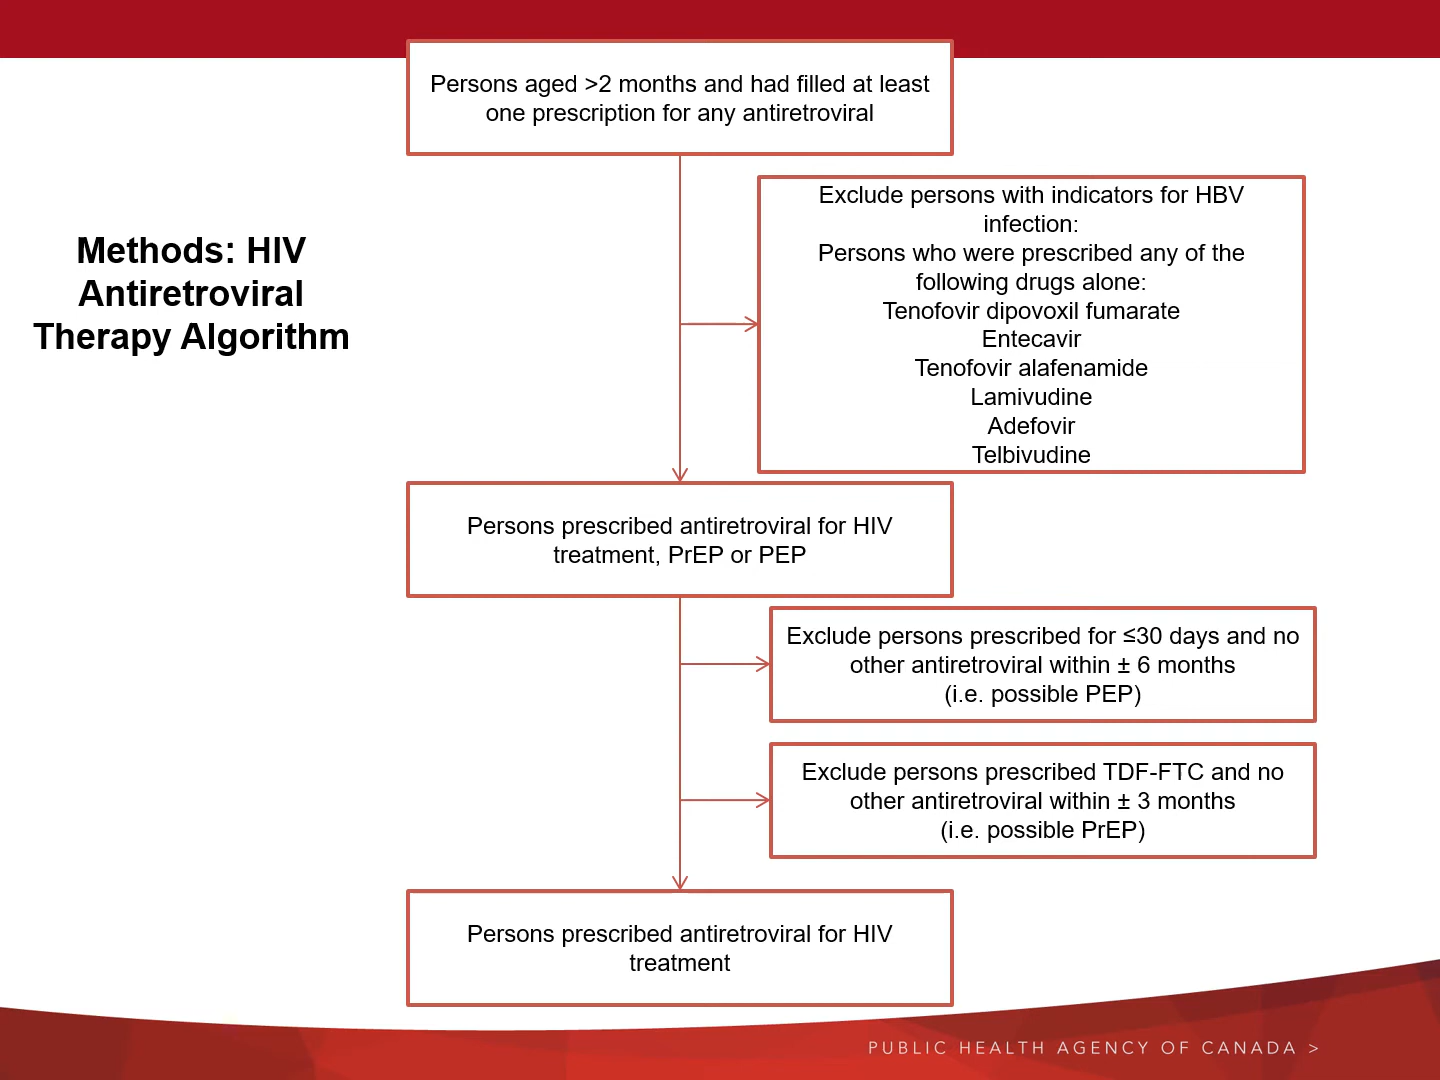 Persons aged >2 months and had filled at least
one prescription for any antiretroviral
Methods: HIV
Antiretroviral
Therapy Algorithm
Exclude persons with indicators for HBV
infection:
Persons who were prescribed any of the
following drugs alone:
Tenofovir dipovoxil fumarate
Entecavir
Tenofovir alafenamide
Lamivudine
Adefovir
Telbivudine
Persons prescribed antiretroviral for HIV
treatment, PrEP or PEP
Exclude persons prescribed for ≤30 days and no
other antiretroviral within ± 6 months
(i.e. possible PEP)
Exclude persons prescribed TDF-FTC and no
other antiretroviral within ± 3 months
(i.e. possible PrEP)
Persons prescribed antiretroviral for HIV
treatment
PUBLIC HEALTH AGENCY OF CANADA >